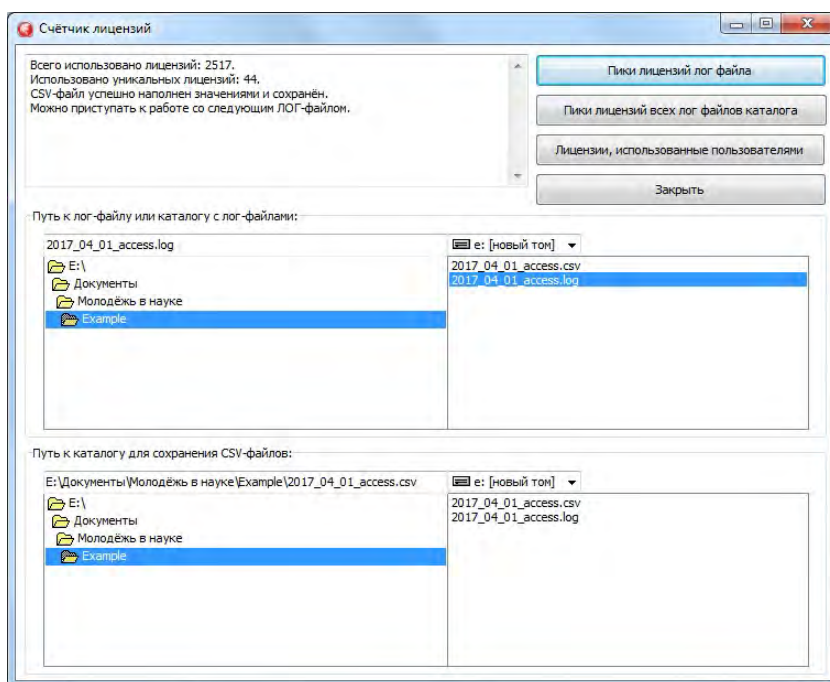 Счётчик лицензий
Всего использовано лицензий: 2517.
Использовано уникальных лицензий: 44.
CSV-файл успешно наполнен значениями и сохранён.
Можно приступать к работе со следующим ЛОГ-файлом.
Пики лицензий лог файла
Пики лицензий всех лог файлов каталога
Лицензии, использованные пользователями
Закрыть
Путь к лог-файлу или каталогу с лог-файлами:
2017_04_01_access.log
e: [новый том]
E:\
Документы
Молодёжь в науке
Example
2017_04_01_access.csv
2017_04_01_access.log
Путь к каталогу для сохранения CSV-файлов:
E:\Документы\Молодёжь в науке\Example\2017_04_01_access.csv
e: [новый том]
E:\
Документы
Молодёжь в науке
Example
2017_04_01_access.csv
2017_04_01_access.log